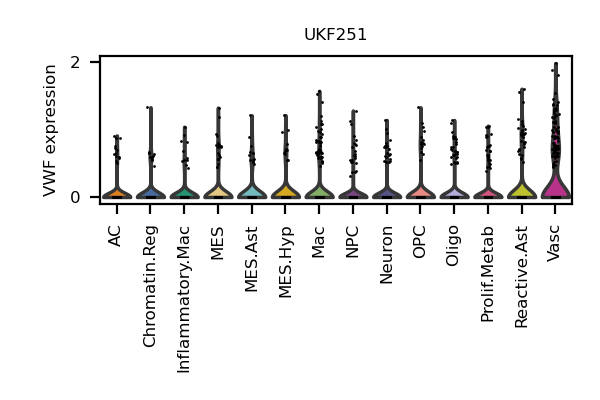 UKF251
VWF expression
2
0
AC
Chromatin.Reg
Inflammatory.Mac
MES
MES.Ast
MES.Hyp
Mac
NPC
Neuron
OPC
Oligo
Prolif.Metab
Reactive.Ast
Vasc